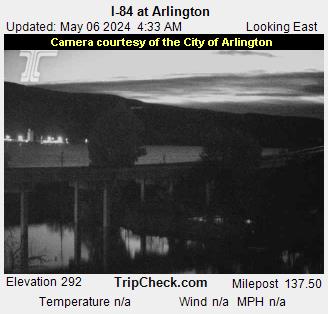 I-84 at Arlington
Updated: May 06 2024 4:33 AM Looking East
Camera courtesy of the City of Arlington
Elevation 292 TripCheck.com Milepost 137.50
Temperature n/a Wind n/a MPH n/a